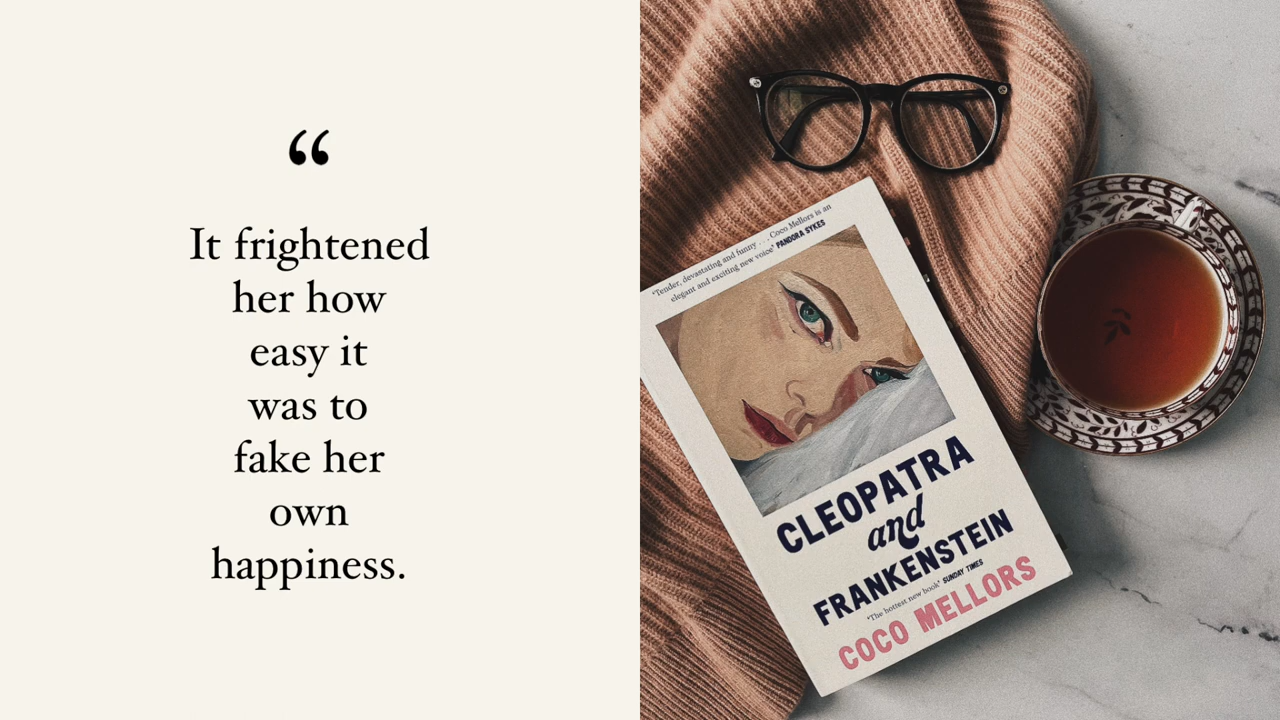 “
It frightened
her how
easy it
was to
fake her
own
happiness.
‘Tender, devastating and funny . . . Coco Mellors is an
elegant and exciting new voice’ PANDORA SYKES
CLEOPATRA
and
FRANKENSTEIN
‘The hottest new book’ SUNDAY TIMES
COCO MELLORS